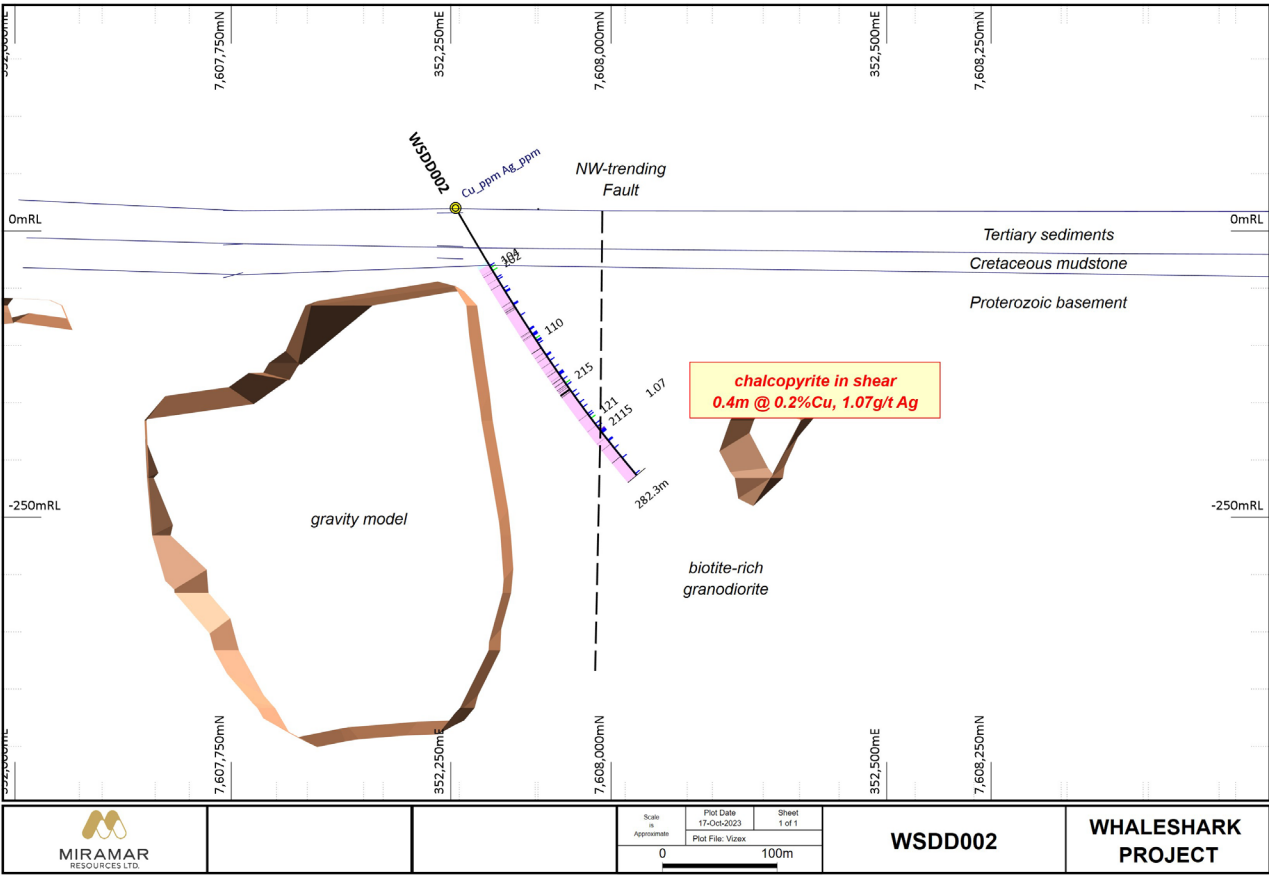 352,250mE
352,500mE
7,607,750mN
7,608,000mN
7,608,250mN
WSDD002
Cu_ppm Ag_ppm
NW-trending
Fault
0mRL
0mRL
Tertiary sediments
Cretaceous mudstone
Proterozoic basement
110
215
121
2115
1.07
282.3m
chalcopyrite in shear
0.4m @ 0.2%Cu, 1.07g/t Ag
-250mRL
-250mRL
gravity model
biotite-rich
granodiorite
7,607,750mN
352,250mE
7,608,000mN
352,500mE
7,608,250mN
MIRAMAR
RESOURCES LTD.
Scale
is
Approximate
Plot Date
17-Oct-2023
Sheet
1 of 1
Plot File: Vizex
0 100m
WSDD002
WHALESHARK
PROJECT